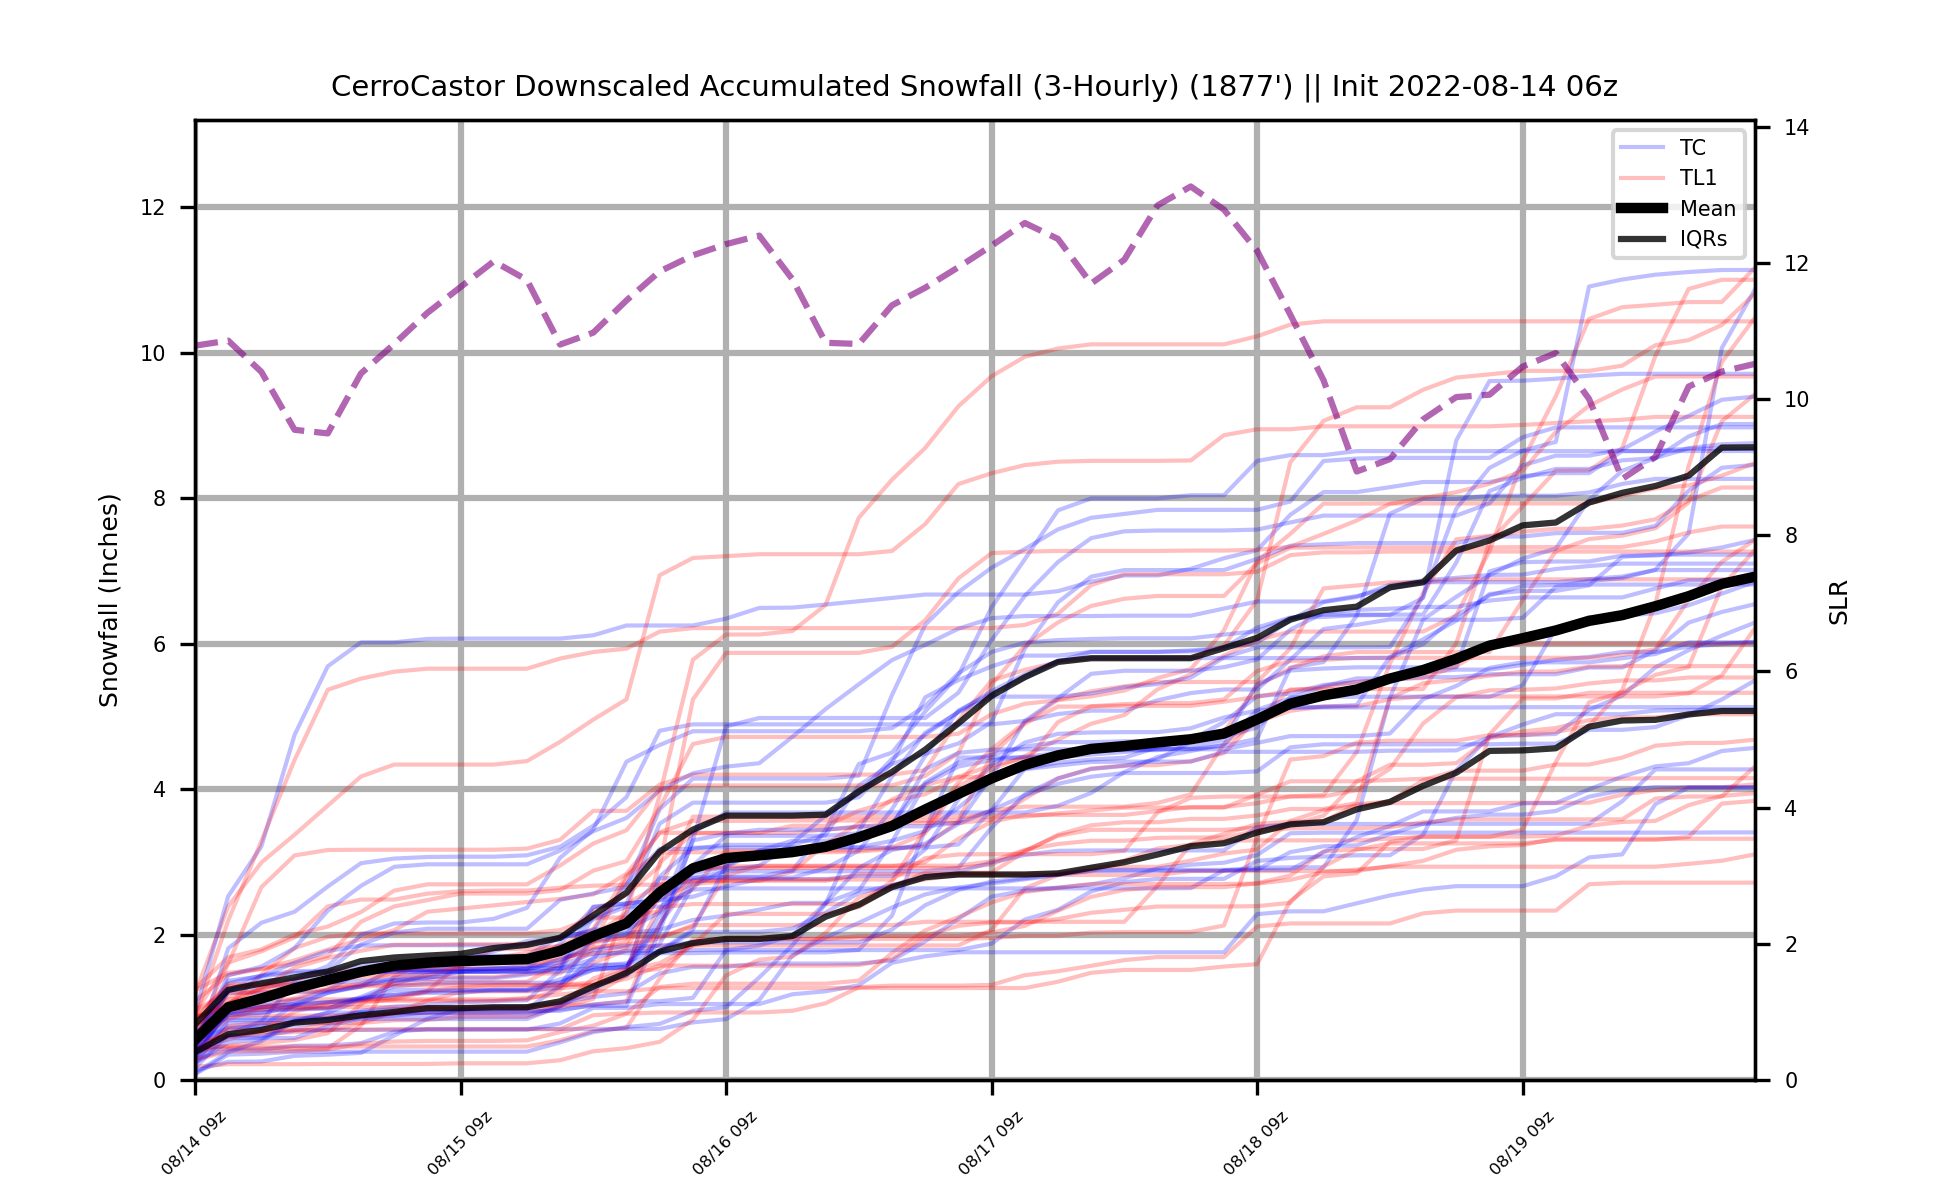 CerroCastor Downscaled Accumulated Snowfall (3-Hourly) (1877') || Init 2022-08-14 06z
TC
TL1
Mean
IQRs
Snowfall (Inches)
12
10
8
6
4
2
0
14
12
10
8
6
4
2
0
SLR
08/14 09z
08/15 09z
08/16 09z
08/17 09z
08/18 09z
08/19 09z